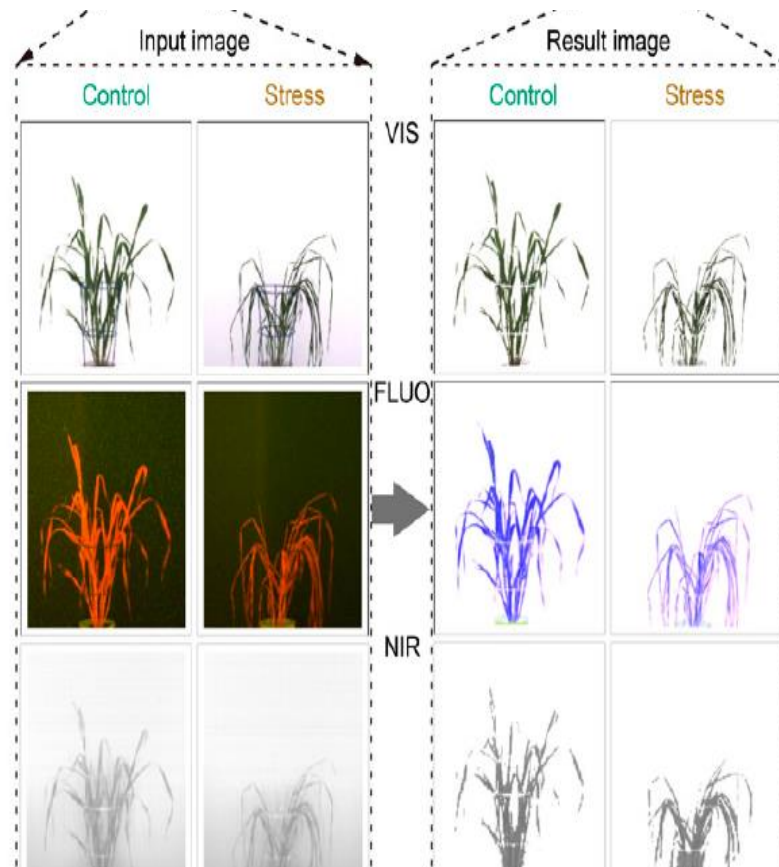 Input image
Result image
Control
Stress
Control
Stress
VIS
FLUO
NIR